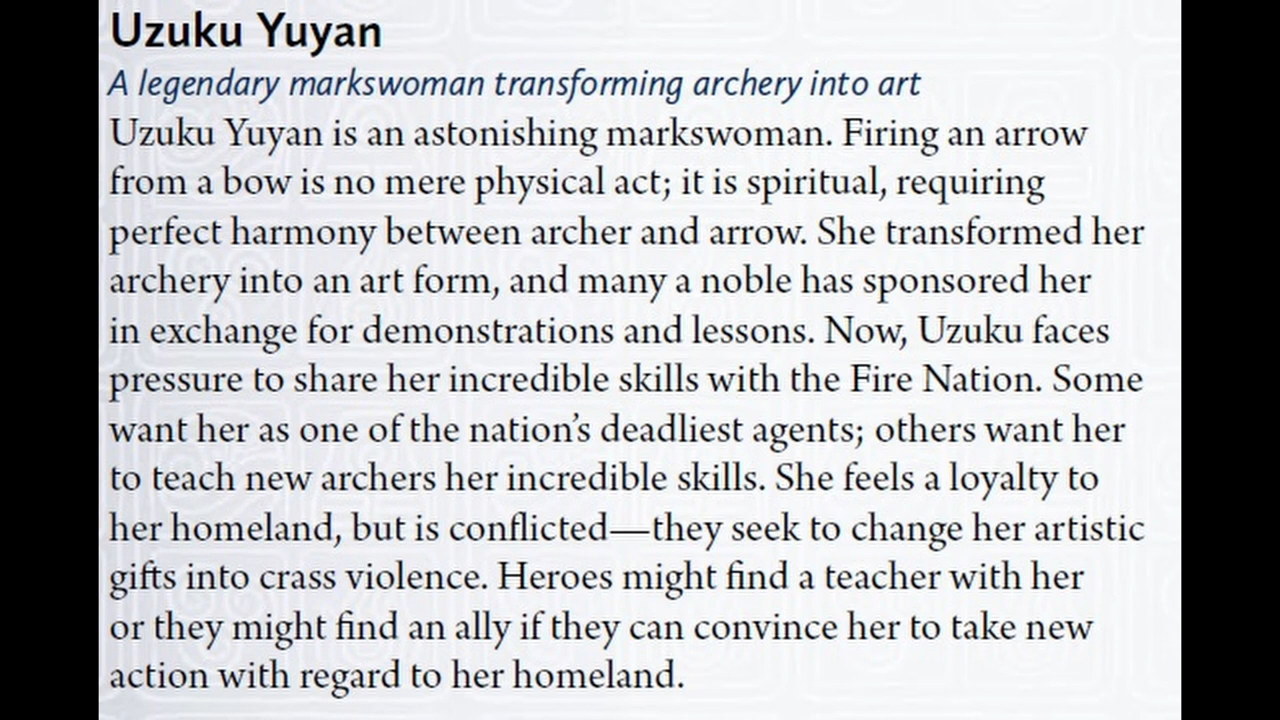 Uzuku Yuyan
A legendary markswoman transforming archery into art
Uzuku Yuyan is an astonishing markswoman. Firing an arrow
from a bow is no mere physical act; it is spiritual, requiring
perfect harmony between archer and arrow. She transformed her
archery into an art form, and many a noble has sponsored her
in exchange for demonstrations and lessons. Now, Uzuku faces
pressure to share her incredible skills with the Fire Nation. Some
want her as one of the nation’s deadliest agents; others want her
to teach new archers her incredible skills. She feels a loyalty to
her homeland, but is conflicted—they seek to change her artistic
gifts into crass violence. Heroes might find a teacher with her
or they might find an ally if they can convince her to take new
action with regard to her homeland.